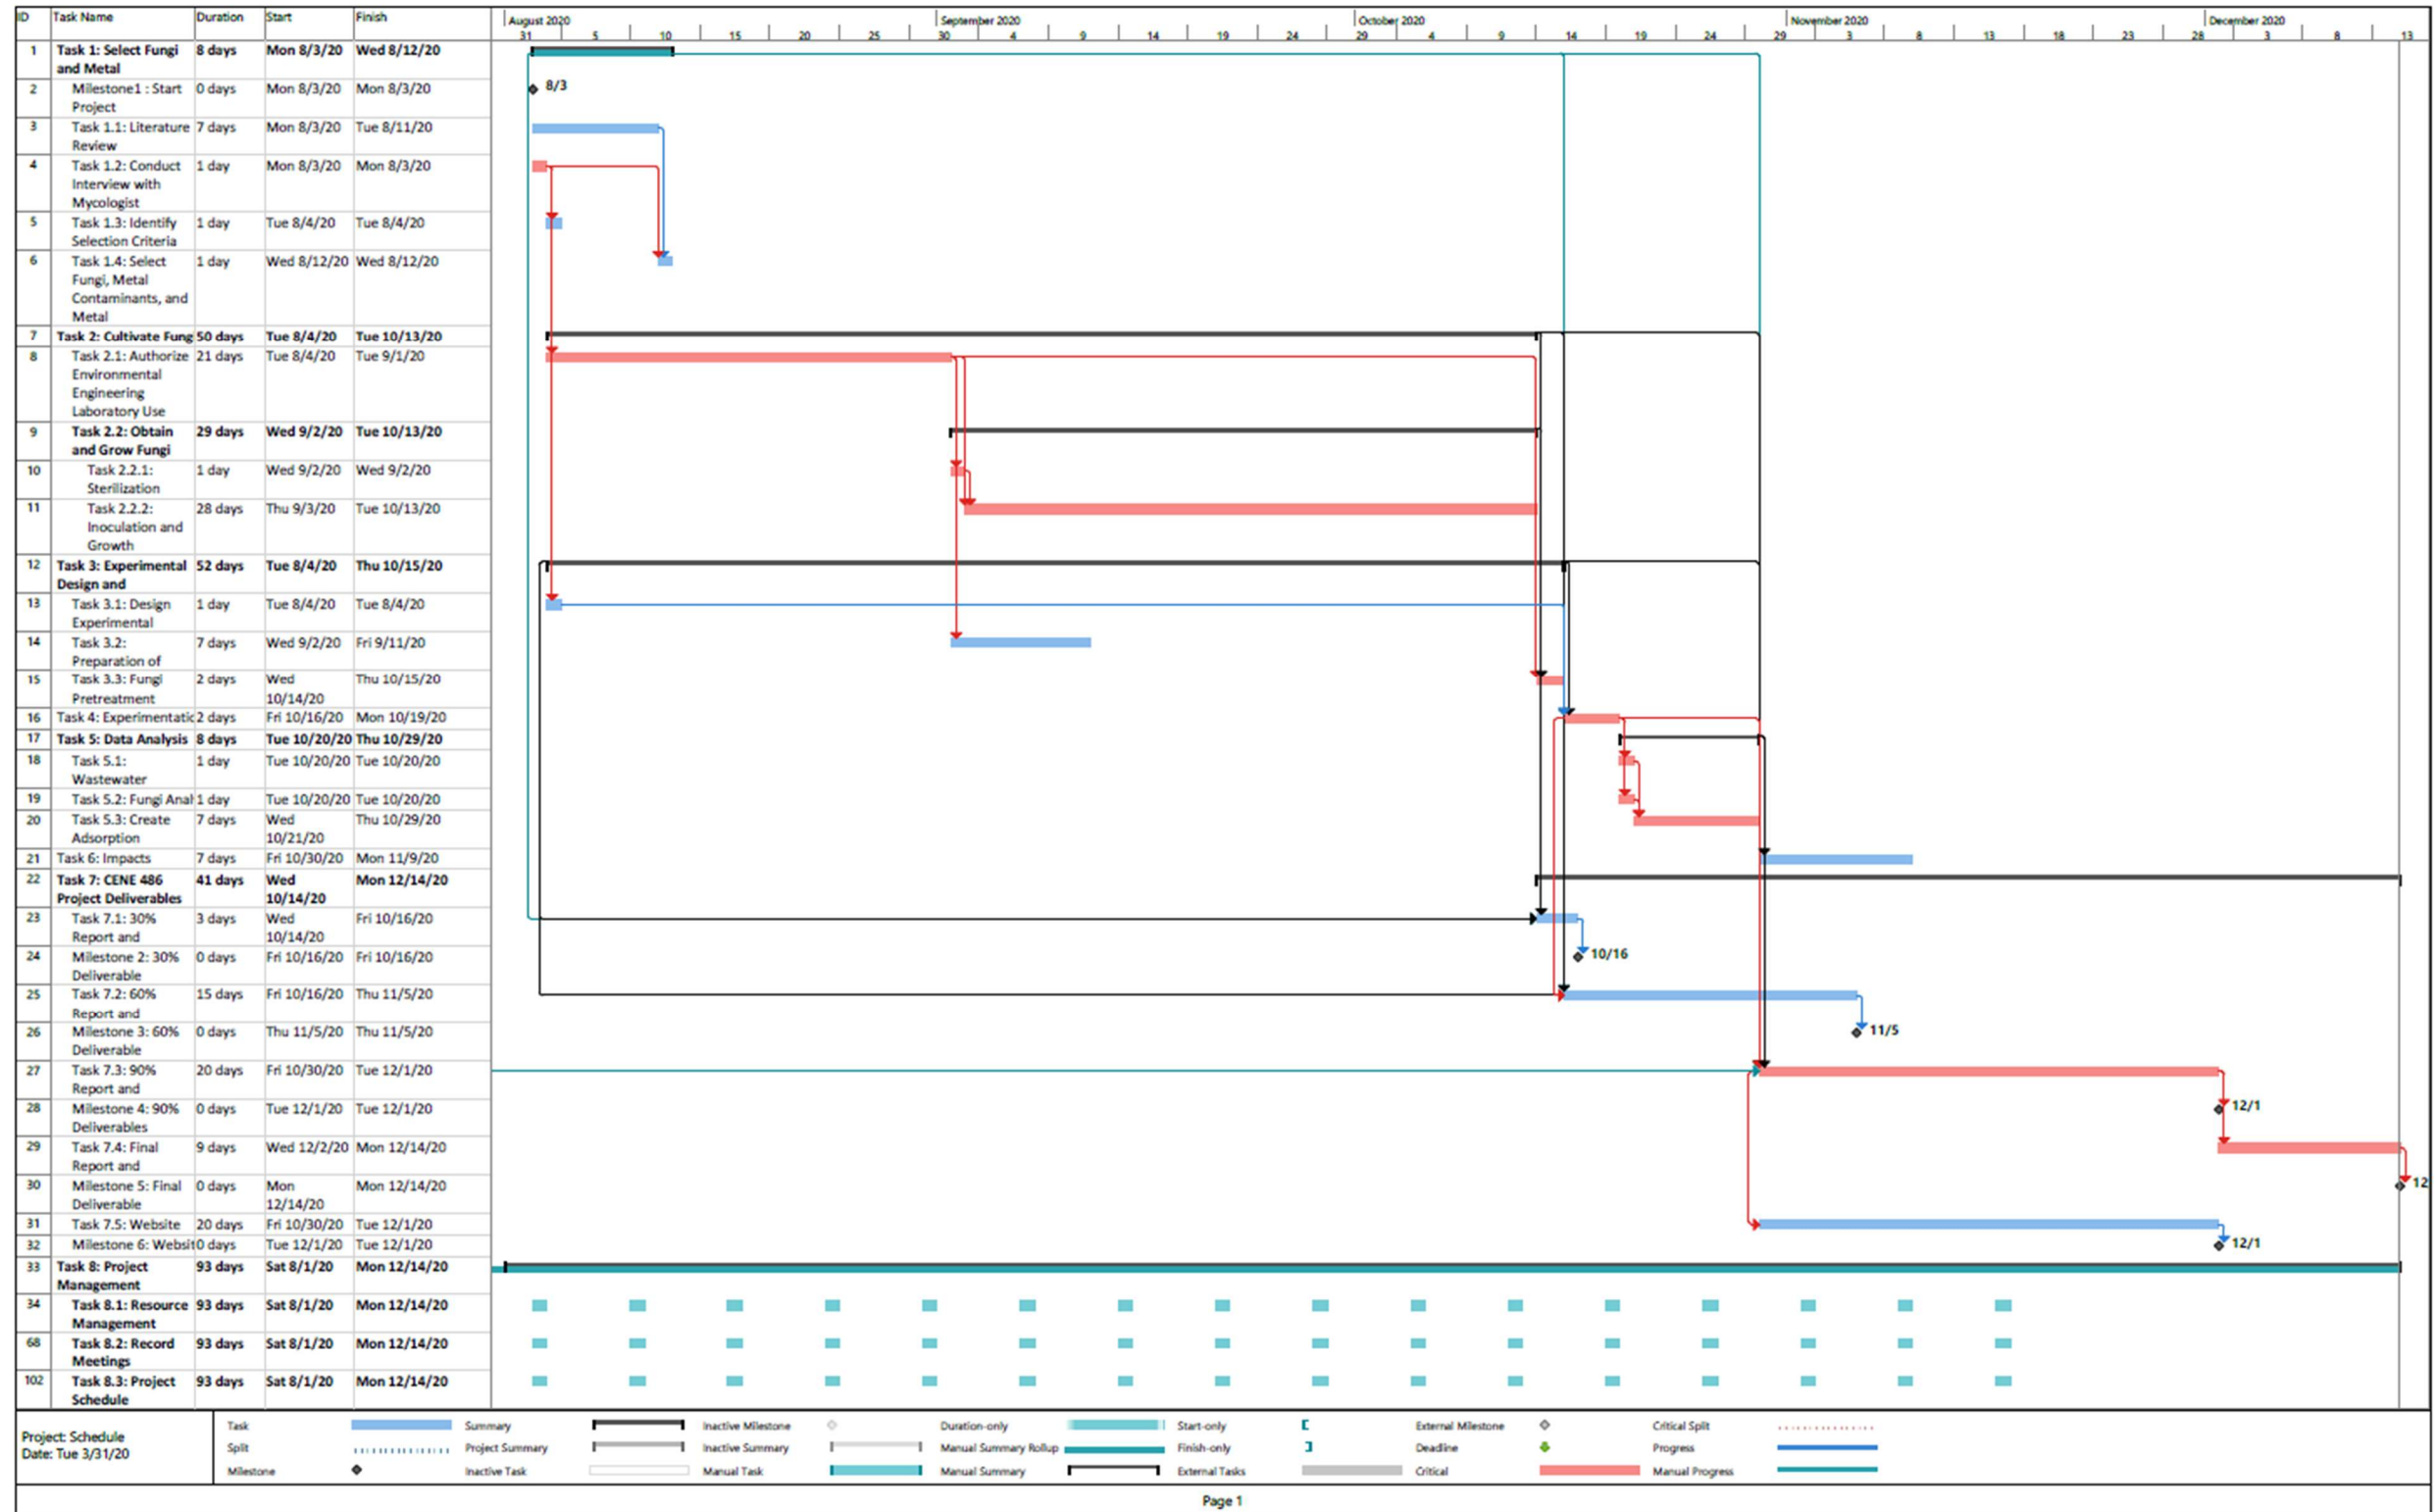 ID Task Name Duration Start Finish
August 2020 September 2020 October 2020 November 2020 December 2020
31 5 10 15 20 25 30 4 9 14 19 24 29 4 9 14 19 24 29 3 8 13 18 23 28 3 8 13
1 Task 1: Select Fungi 8 days Mon 8/3/20 Wed 8/12/20
and Metal
2 Milestone1 : Start 0 days Mon 8/3/20 Mon 8/3/20 8/3
Project
3 Task 1.1: Literature 7 days Mon 8/3/20 Tue 8/11/20
Review
4 Task 1.2: Conduct 1 day Mon 8/3/20 Mon 8/3/20
Interview with
Mycologist
5 Task 1.3: Identify 1 day Tue 8/4/20 Tue 8/4/20
Selection Criteria
6 Task 1.4: Select 1 day Wed 8/12/20 Wed 8/12/20
Fungi, Metal
Contaminants, and
Metal
7 Task 2: Cultivate Fung 50 days Tue 8/4/20 Tue 10/13/20
8 Task 2.1: Authorize 21 days Tue 8/4/20 Tue 9/1/20
Environmental
Engineering
Laboratory Use
9 Task 2.2: Obtain 29 days Wed 9/2/20 Tue 10/13/20
and Grow Fungi
10 Task 2.2.1: 1 day Wed 9/2/20 Wed 9/2/20
Sterilization
11 Task 2.2.2: 28 days Thu 9/3/20 Tue 10/13/20
Inoculation and
Growth
12 Task 3: Experimental 52 days Tue 8/4/20 Thu 10/15/20
Design and
13 Task 3.1: Design 1 day Tue 8/4/20 Tue 8/4/20
Experimental
14 Task 3.2: 7 days Wed 9/2/20 Fri 9/11/20
Preparation of
15 Task 3.3: Fungi 2 days Wed Thu 10/15/20
Pretreatment 10/14/20
16 Task 4: Experimentatic 2 days Fri 10/16/20 Mon 10/19/20
17 Task 5: Data Analysis 8 days Tue 10/20/20 Thu 10/29/20
18 Task 5.1: 1 day Tue 10/20/20 Tue 10/20/20
Wastewater
19 Task 5.2: Fungi Anal 1 day Tue 10/20/20 Tue 10/20/20
20 Task 5.3: Create 7 days Wed Thu 10/29/20
Adsorption 10/21/20
21 Task 6: Impacts 7 days Fri 10/30/20 Mon 11/9/20
22 Task 7: CENE 486 41 days Wed Mon 12/14/20
Project Deliverables 10/14/20
23 Task 7.1: 30% 3 days Wed Fri 10/16/20
Report and 10/14/20
24 Milestone 2: 30% 0 days Fri 10/16/20 Fri 10/16/20 10/16
Deliverable
25 Task 7.2: 60% 15 days Fri 10/16/20 Thu 11/5/20
Report and
26 Milestone 3: 60% 0 days Thu 11/5/20 Thu 11/5/20 11/5
Deliverable
27 Task 7.3: 90% 20 days Fri 10/30/20 Tue 12/1/20
Report and
28 Milestone 4: 90% 0 days Tue 12/1/20 Tue 12/1/20 12/1
Deliverables
29 Task 7.4: Final 9 days Wed 12/2/20 Mon 12/14/20
Report and
30 Milestone 5: Final 0 days Mon Mon 12/14/20 12
Deliverable 12/14/20
31 Task 7.5: Website 20 days Fri 10/30/20 Tue 12/1/20
32 Milestone 6: Websit 0 days Tue 12/1/20 Tue 12/1/20 12/1
33 Task 8: Project 93 days Sat 8/1/20 Mon 12/14/20
Management
34 Task 8.1: Resource 93 days Sat 8/1/20 Mon 12/14/20
Management
68 Task 8.2: Record 93 days Sat 8/1/20 Mon 12/14/20
Meetings
102 Task 8.3: Project 93 days Sat 8/1/20 Mon 12/14/20
Schedule
Project: Schedule
Date: Tue 3/31/20
Task Summary Inactive Milestone Duration-only Start-only External Milestone Critical Split
Split Project Summary Inactive Summary Manual Summary Rollup Finish-only Deadline Progress
Milestone Inactive Task Manual Task Manual Summary External Tasks Critical Manual Progress
Page 1